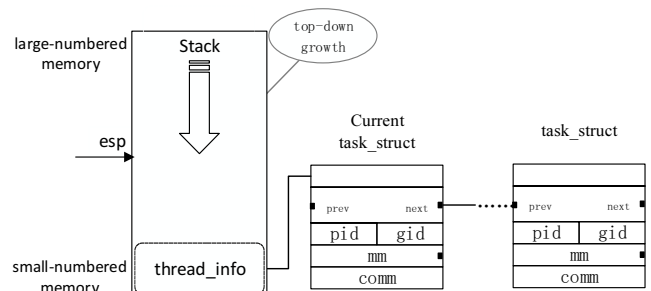 large-numbered
memory
Stack
top-down
growth
esp
Current
task_struct
task_struct
prev next
prev next
pid gid
pid gid
mm
mm
comm
comm
small-numbered
memory
thread_info